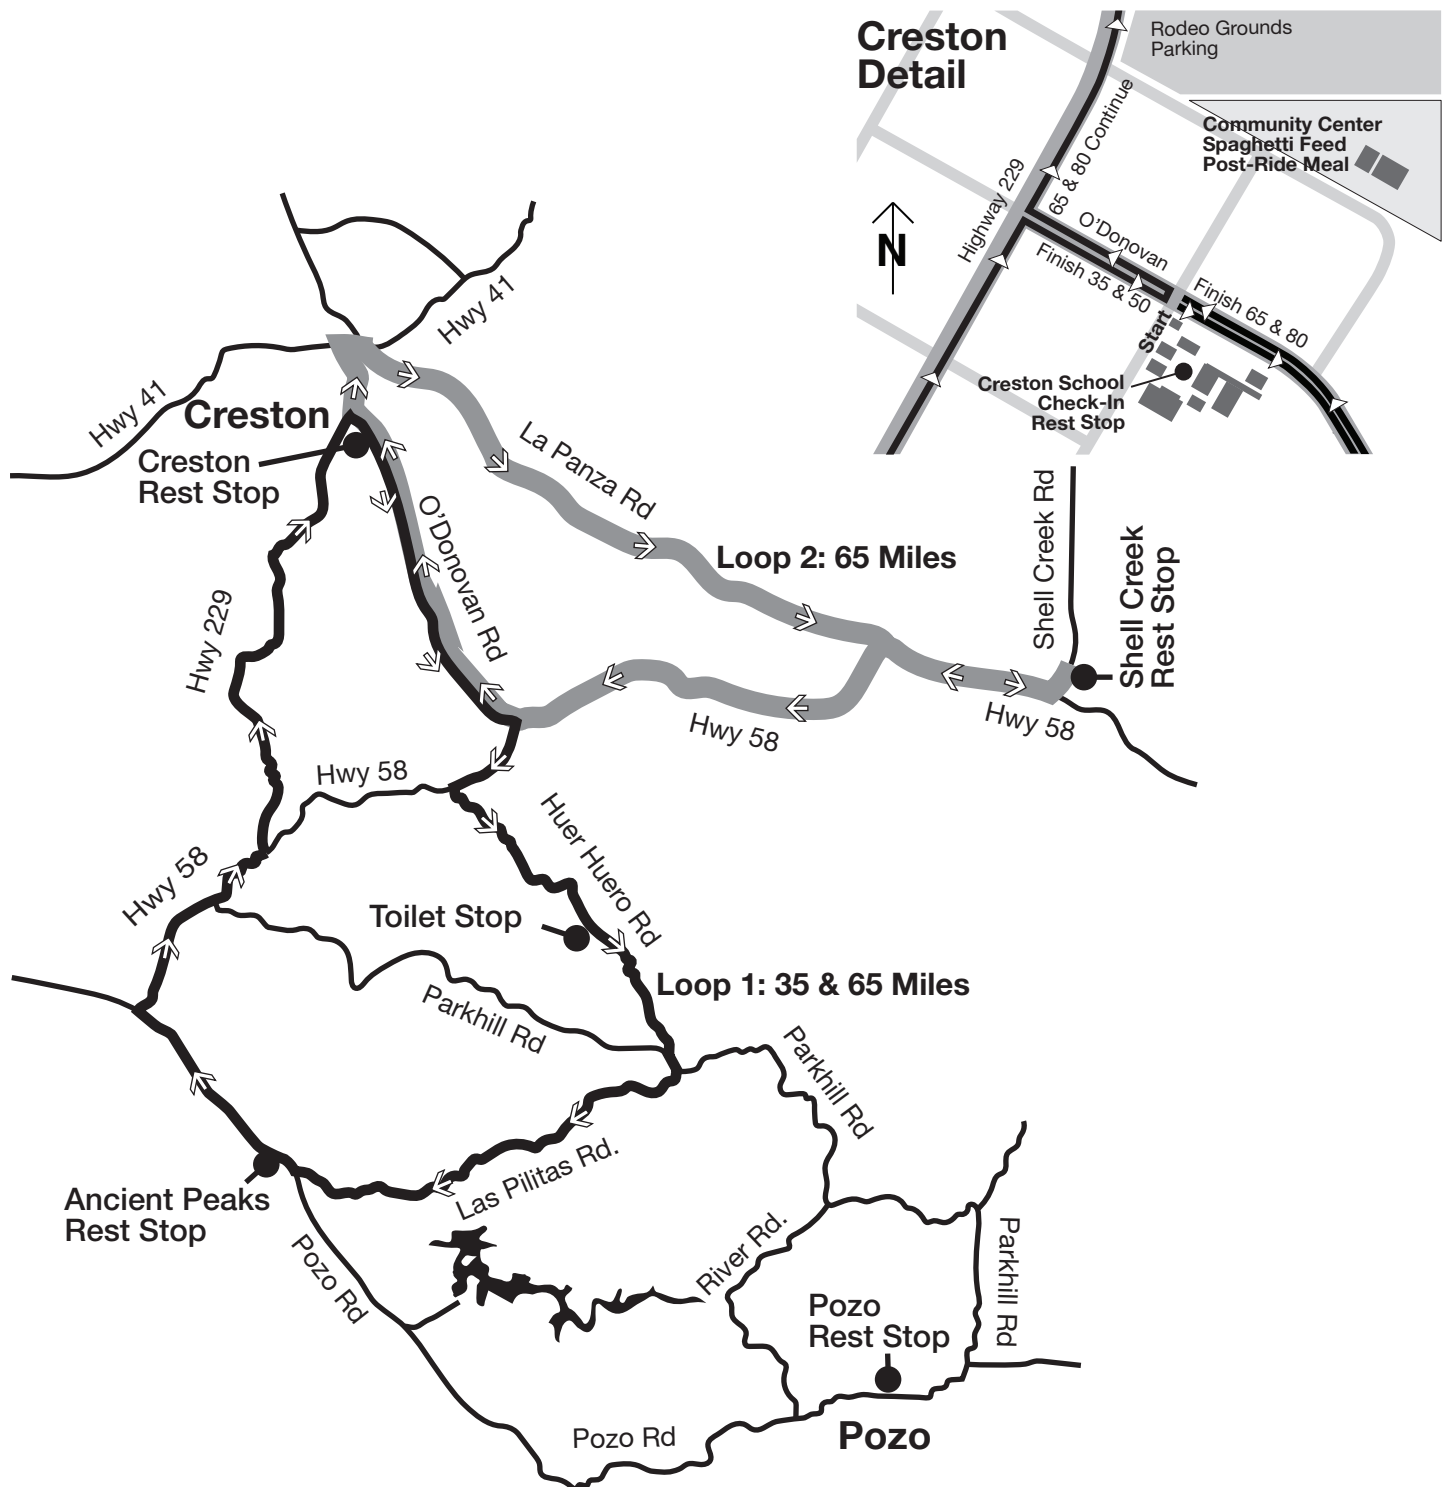 Creston
Detail
Rodeo Grounds
Parking
Community Center
Spaghetti Feed
Post-Ride Meal
65 & 80 Continue
Highway 229
O'Donovan
Finish 35 & 50
Finish 65 & 80
Start
N
Creston School
Check-In
Rest Stop
Hwy 41
Hwy 41
Creston
Creston
Rest Stop
La Panza Rd
O'Donovan Rd
Loop 2: 65 Miles
Shell Creek Rd
Shell Creek
Rest Stop
Hwy 229
Hwy 58
Hwy 58
Hwy 58
Hwy 58
Huer Huero Rd
Toilet Stop
Loop 1: 35 & 65 Miles
Parkhill Rd
Parkhill Rd
Las Pilitas Rd.
Ancient Peaks
Rest Stop
Pozo Rd
River Rd.
Parkhill Rd
Pozo
Rest Stop
Pozo Rd
Pozo